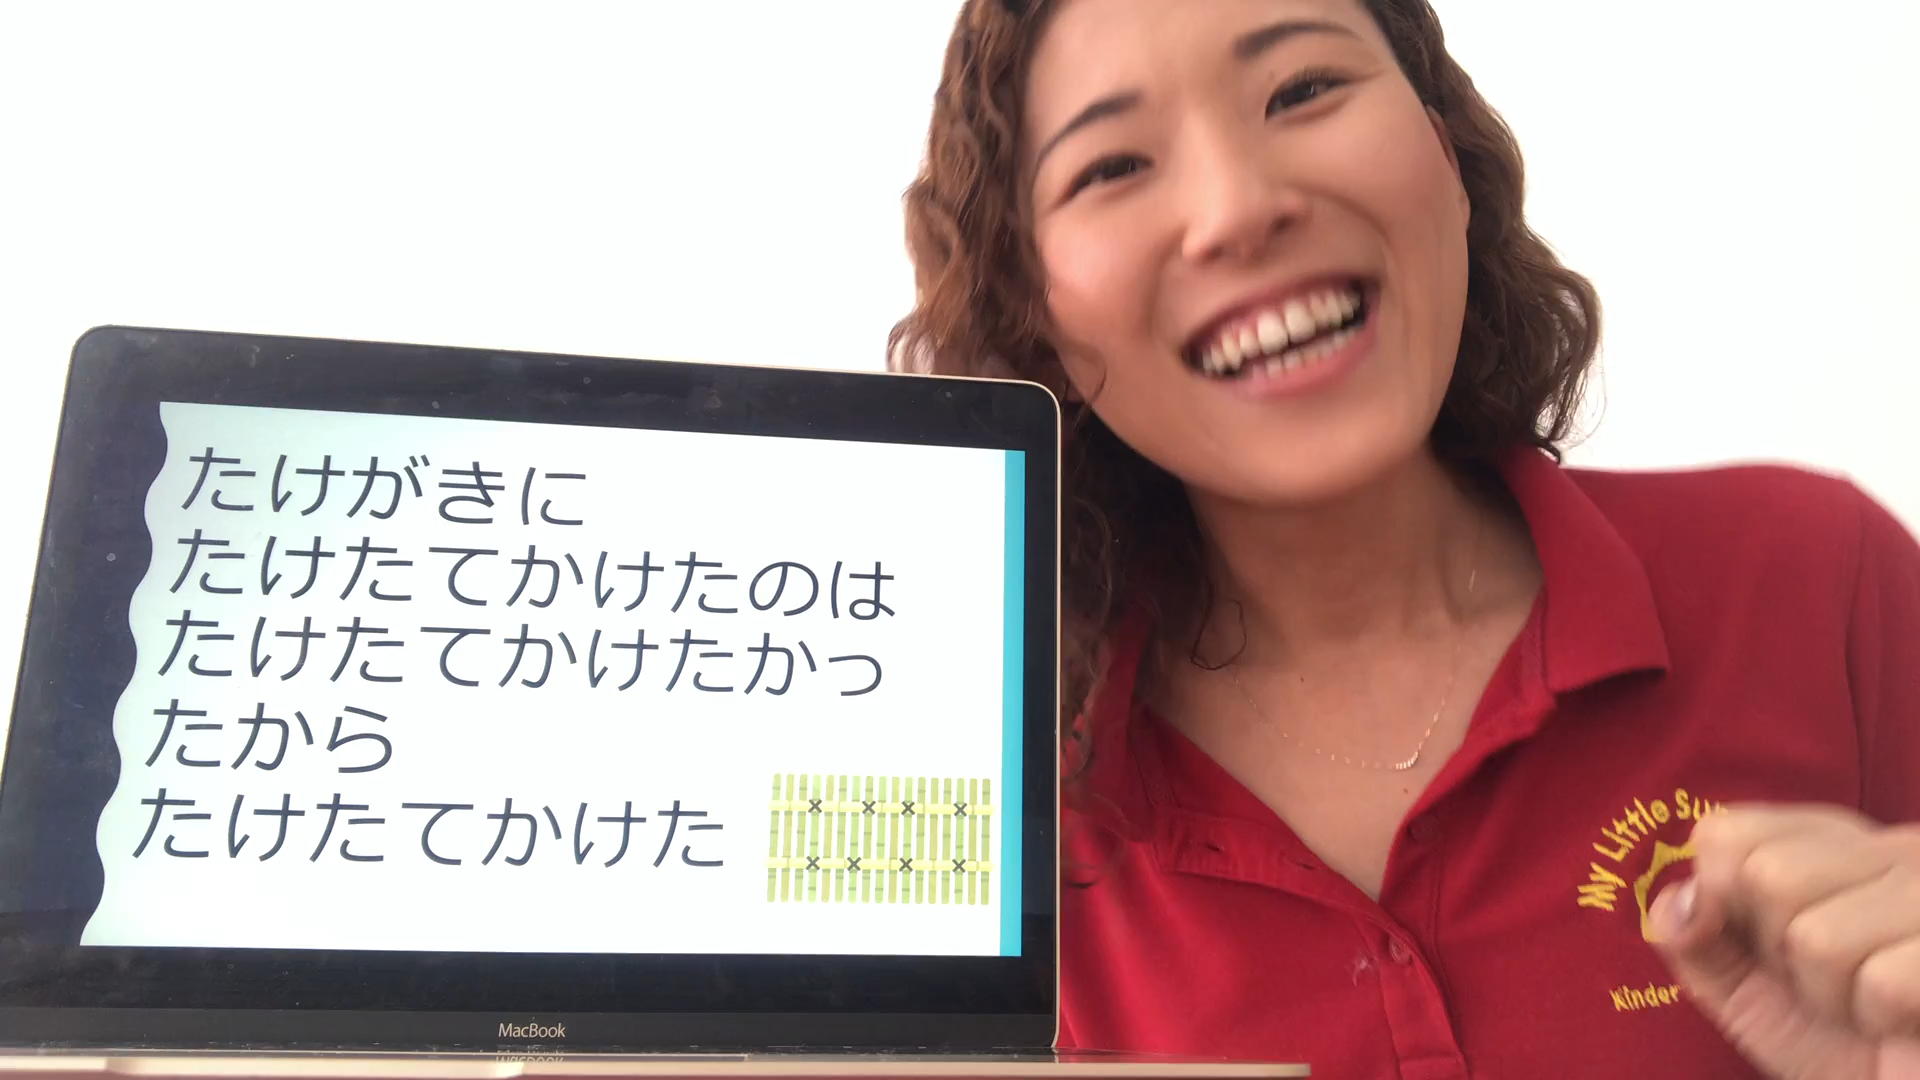 たけがきに
たけたてかけたのは
たけたてかけたかっ
たから
たけたてかけた
MacBook
My Little
Kinder